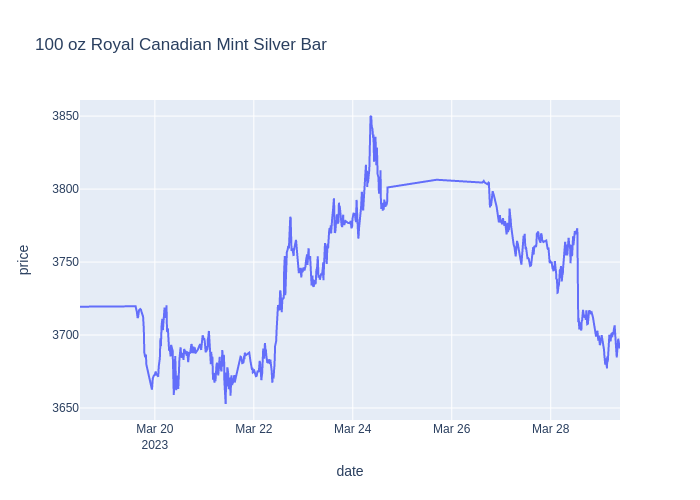 100 oz Royal Canadian Mint Silver Bar
3850
3800
3750
3700
3650
price
Mar 20
2023
Mar 22
Mar 24
Mar 26
Mar 28
date